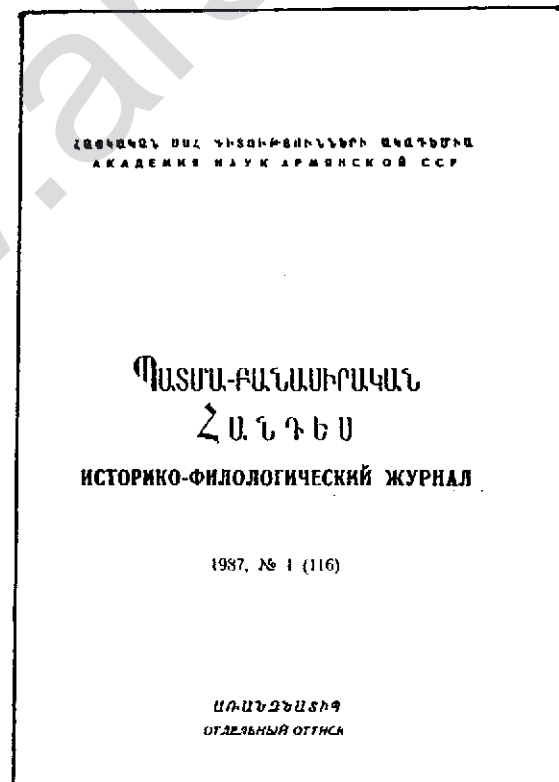 ՀԱՅԿԱԿԱՆ ՍՍՀ ԳԻՏՈՒԹՅՈՒՆՆԵՐԻ ԱԿԱԴԵՄԻԱ
АКАДЕМИЯ НАУК АРМЯНСКОЙ ССР
ՊԱՏՄԱ-ԲԱՆԱՍԻՐԱԿԱՆ
ՀԱՆԴԵՍ
ИСТОРИКО-ФИЛОЛОГИЧЕСКИЙ ЖУРНАЛ
1987, № 1 (116)
ԱՌԱՆՁՆԱՏԻՊ
ОТДЕЛЬНЫЙ ОТТИСК